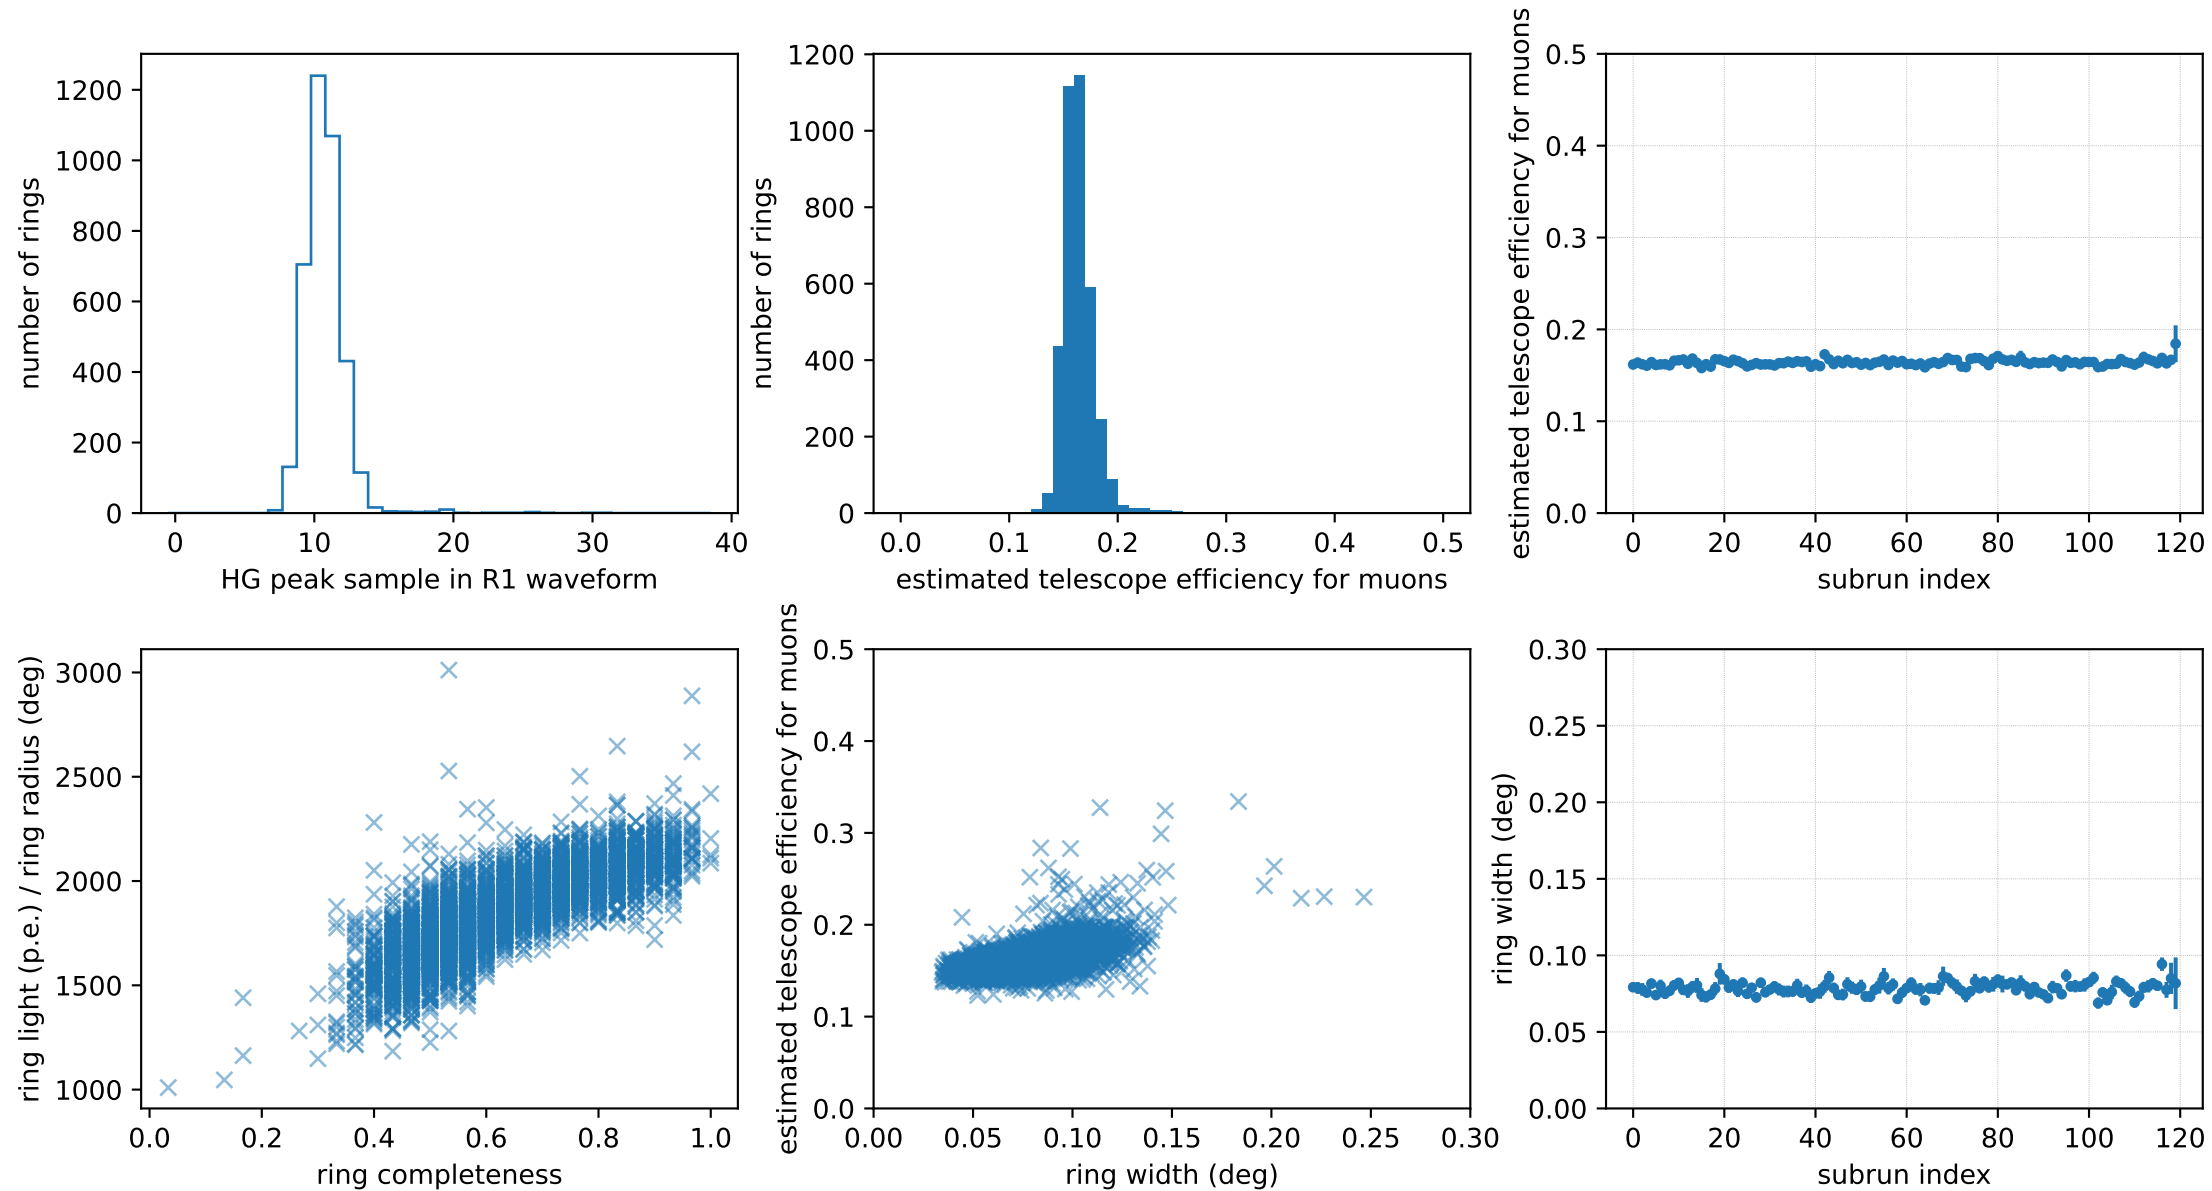 number of rings
1200
1000
800
600
400
200
0
0 10 20 30 40
HG peak sample in R1 waveform
number of rings
1200
1000
800
600
400
200
0
0.0 0.1 0.2 0.3 0.4 0.5
estimated telescope efficiency for muons
estimated telescope efficiency for muons
0.5
0.4
0.3
0.2
0.1
0.0
0 20 40 60 80 100 120
subrun index
ring light (p.e.) / ring radius (deg)
3000
2500
2000
1500
1000
0.0 0.2 0.4 0.6 0.8 1.0
ring completeness
estimated telescope efficiency for muons
0.5
0.4
0.3
0.2
0.1
0.0
0.00 0.05 0.10 0.15 0.20 0.25 0.30
ring width (deg)
ring width (deg)
0.30
0.25
0.20
0.15
0.10
0.05
0.00
0 20 40 60 80 100 120
subrun index